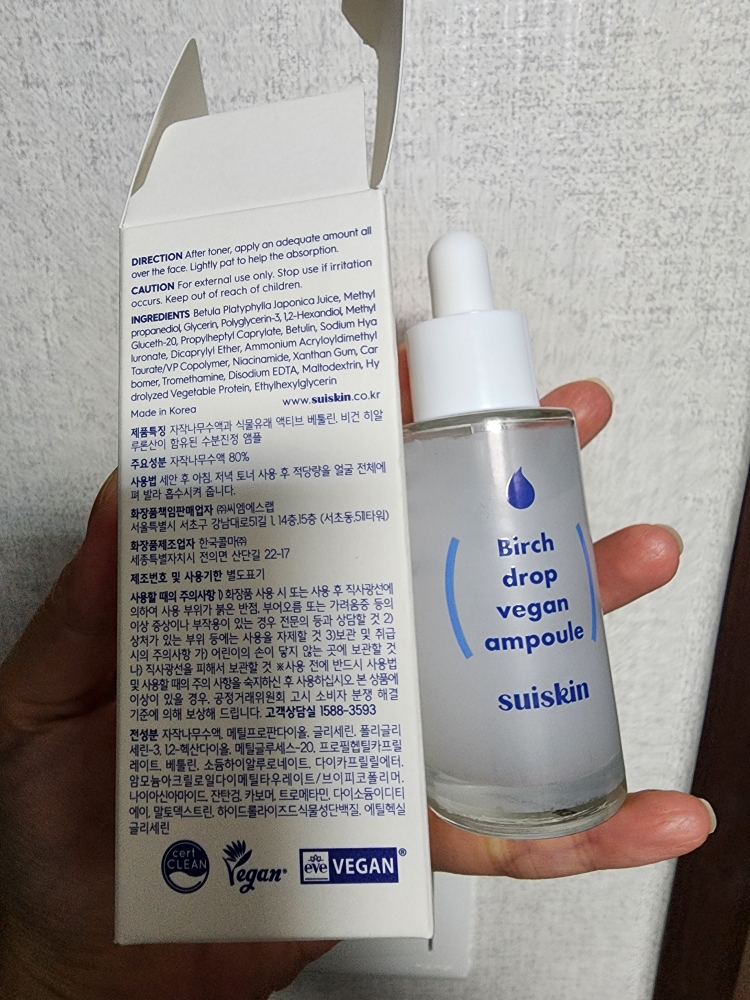 DIRECTION After toner, apply an adequate amount all
over the face. Lightly pat to help the absorption.
CAUTION For external use only. Stop use if irritation
occurs. Keep out of reach of children.
INGREDIENTS Betula Platyphylla Japonica Juice, Methyl
propanediol, Glycerin, Polyglycerin-3, 1,2-Hexandiol, Methyl
Gluceth-20, Propylheptyl Caprylate, Betulin, Sodium Hya
luronate, Dicaprylyl Ether, Ammonium Acryloyldimethyl
Taurate/VP Copolymer, Niacinamide, Xanthan Gum, Car
bomer, Tromethamine, Disodium EDTA, Maltodextrin, Hy
drolyzed Vegetable Protein, Ethylhexylglycerin
Made in Korea www.suiskin.co.kr
제품특징 자작나무수액과 식물유래 액티브 베툴린, 비건 히알
루론산이 함유된 수분진정 앰플
주요성분 자작나무수액 80%
사용법 세안 후 아침, 저녁 토너 사용 후 적당량을 얼굴 전체에
펴 발라 흡수시켜 줍니다.
화장품책임판매업자 ㈜씨엠에스랩
서울특별시 서초구 강남대로51길 1, 14층,15층 (서초동,511타워)
화장품제조업자 한국콜마㈜
세종특별자치시 전의면 산단길 22-17
제조번호 및 사용기한 별도표기
사용할 때의 주의사항 1) 화장품 사용 시 또는 사용 후 직사광선에
의하여 사용 부위가 붉은 반점, 부어오름 또는 가려움증 등의
이상 증상이나 부작용이 있는 경우 전문의 등과 상담할 것 2)
상처가 있는 부위 등에는 사용을 자제할 것 3)보관 및 취급
시의 주의사항 가) 어린이의 손이 닿지 않는 곳에 보관할 것
나) 직사광선을 피해서 보관할 것 ※사용 전에 반드시 사용법
및 사용할 때의 주의 사항을 숙지하신 후 사용하십시오. 본 상품에
이상이 있을 경우, 공정거래위원회 고시 소비자 분쟁 해결
기준에 의해 보상해 드립니다. 고객상담실 1588-3593
전성분 자작나무수액, 메틸프로판다이올, 글리세린, 폴리글리
세린-3, 1,2-헥산다이올, 메틸글루세스-20, 프로필헵틸카프릴
레이트, 베툴린, 소듐하이알루로네이트, 다이카프릴릴에터,
암모늄아크릴로일다이메틸타우레이트/브이피코폴리머,
나이아신아마이드, 잔탄검, 카보머, 트로메타민, 다이소듐이디티
에이, 말토덱스트린, 하이드롤라이즈드식물성단백질, 에틸헥실
글리세린
cert
CLEAN
Vegan
eve VEGAN®
Birch
drop
vegan
ampoule
suiskin